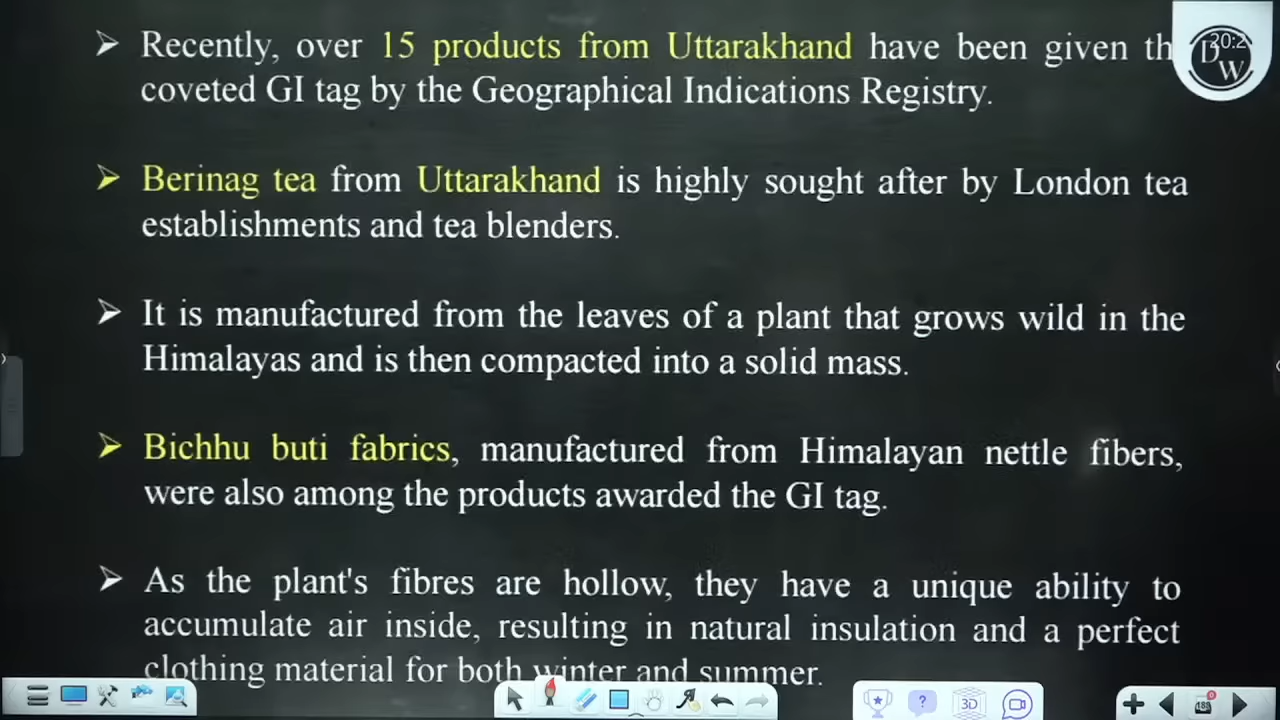 ➢ Recently, over 15 products from Uttarakhand have been given th
coveted GI tag by the Geographical Indications Registry.
➢ Berinag tea from Uttarakhand is highly sought after by London tea
establishments and tea blenders.
➢ It is manufactured from the leaves of a plant that grows wild in the
Himalayas and is then compacted into a solid mass.
➢ Bichhu buti fabrics, manufactured from Himalayan nettle fibers,
were also among the products awarded the GI tag.
➢ As the plant's fibres are hollow, they have a unique ability to
accumulate air inside, resulting in natural insulation and a perfect
clothing material for both winter and summer.
20:2
DW
?
3D